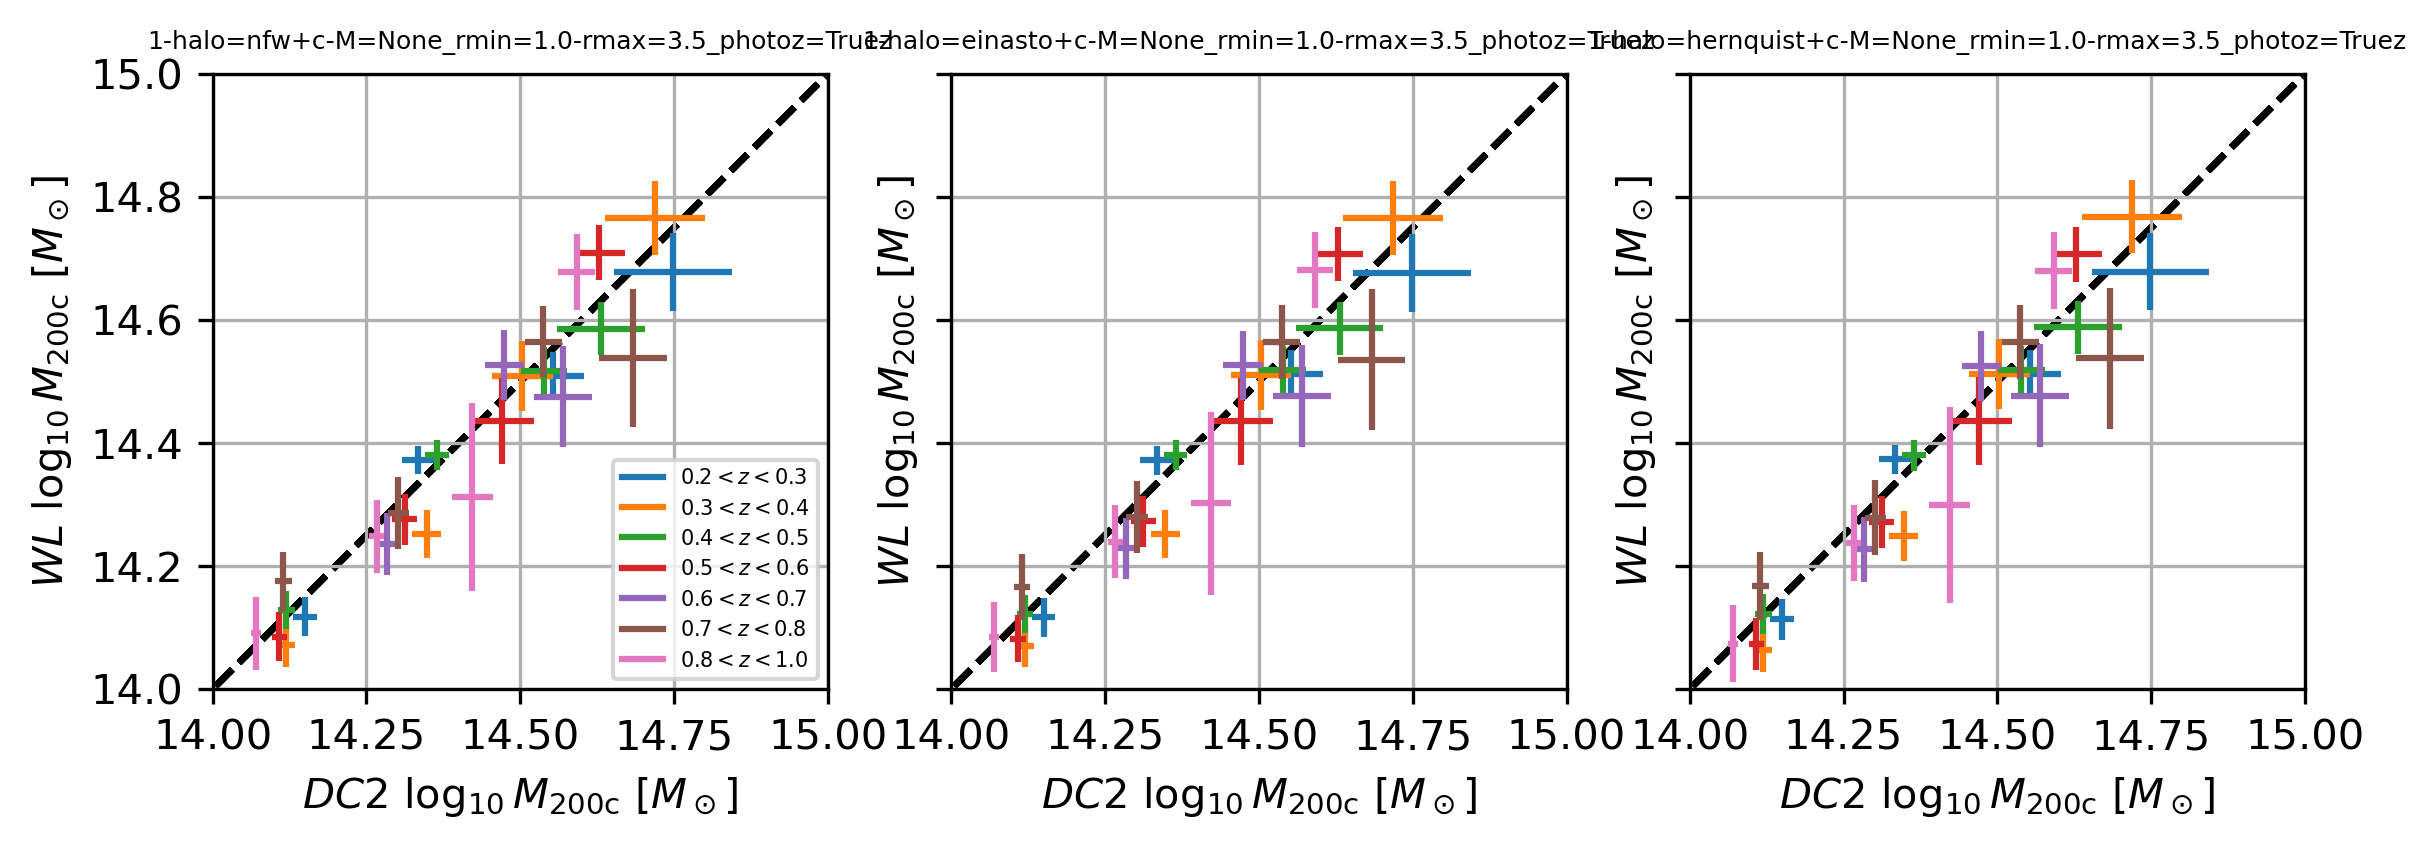 1-halo=nfw+c-M=None_rmin=1.0-rmax=3.5_photoz=Truez
1-halo=einasto+c-M=None_rmin=1.0-rmax=3.5_photoz=Truez
1-halo=hernquist+c-M=None_rmin=1.0-rmax=3.5_photoz=Truez
15.0
14.8
14.6
14.4
14.2
14.0
WL log₁₀ M₂₀₀c [M⊙]
WL log₁₀ M₂₀₀c [M⊙]
WL log₁₀ M₂₀₀c [M⊙]
0.2 < z < 0.3
0.3 < z < 0.4
0.4 < z < 0.5
0.5 < z < 0.6
0.6 < z < 0.7
0.7 < z < 0.8
0.8 < z < 1.0
14.00 14.25 14.50 14.75 15.00
14.00 14.25 14.50 14.75 15.00
14.00 14.25 14.50 14.75 15.00
DC2 log₁₀ M₂₀₀c [M⊙]
DC2 log₁₀ M₂₀₀c [M⊙]
DC2 log₁₀ M₂₀₀c [M⊙]